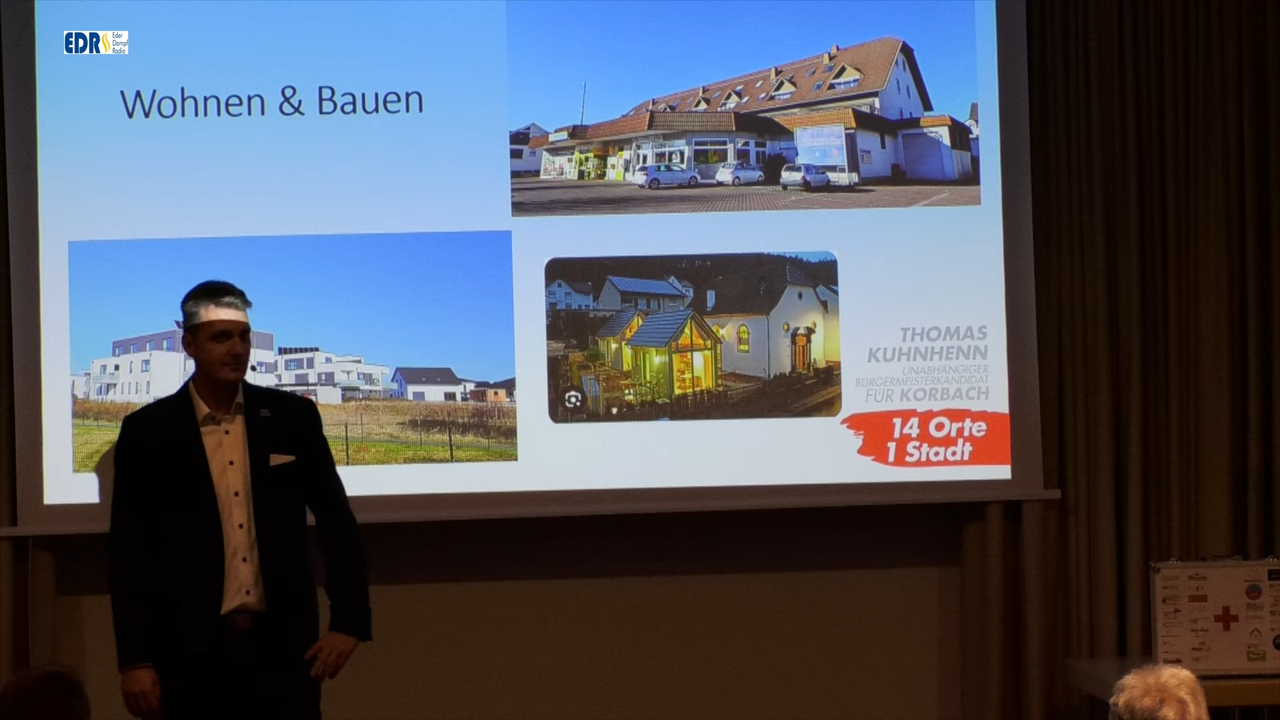 EDR
Eder
Dampf
Radio
Wohnen & Bauen
THOMAS
KUHNHENN
UNABHÄNGIGER
BÜRGERMEISTERKANDIDAT
FÜR KORBACH
14 Orte
1 Stadt